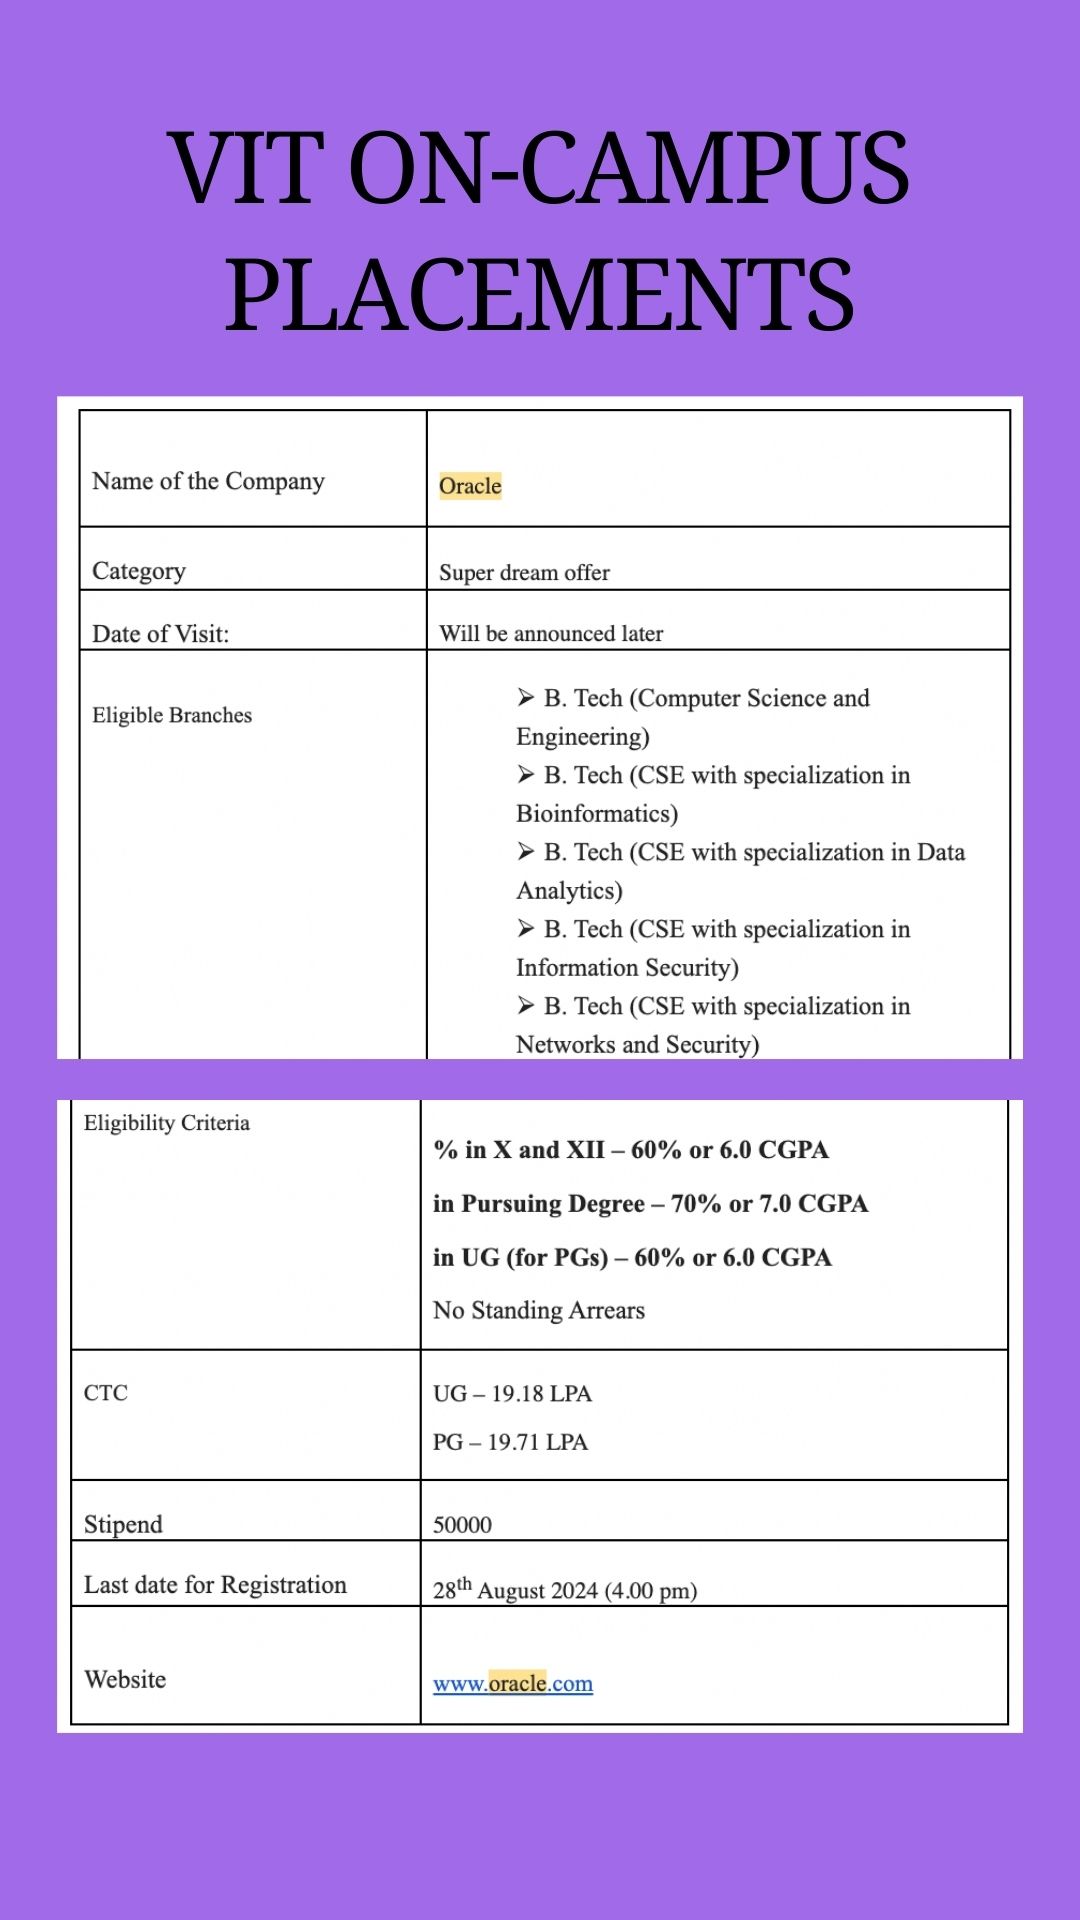 VIT ON-CAMPUS
PLACEMENTS
Name of the Company
Oracle
Category
Super dream offer
Date of Visit:
Will be announced later
Eligible Branches
➢ B. Tech (Computer Science and
Engineering)
➢ B. Tech (CSE with specialization in
Bioinformatics)
➢ B. Tech (CSE with specialization in Data
Analytics)
➢ B. Tech (CSE with specialization in
Information Security)
➢ B. Tech (CSE with specialization in
Networks and Security)
Eligibility Criteria
% in X and XII – 60% or 6.0 CGPA
in Pursuing Degree – 70% or 7.0 CGPA
in UG (for PGs) – 60% or 6.0 CGPA
No Standing Arrears
CTC
UG – 19.18 LPA
PG – 19.71 LPA
Stipend
50000
Last date for Registration
28th August 2024 (4.00 pm)
Website
www.oracle.com